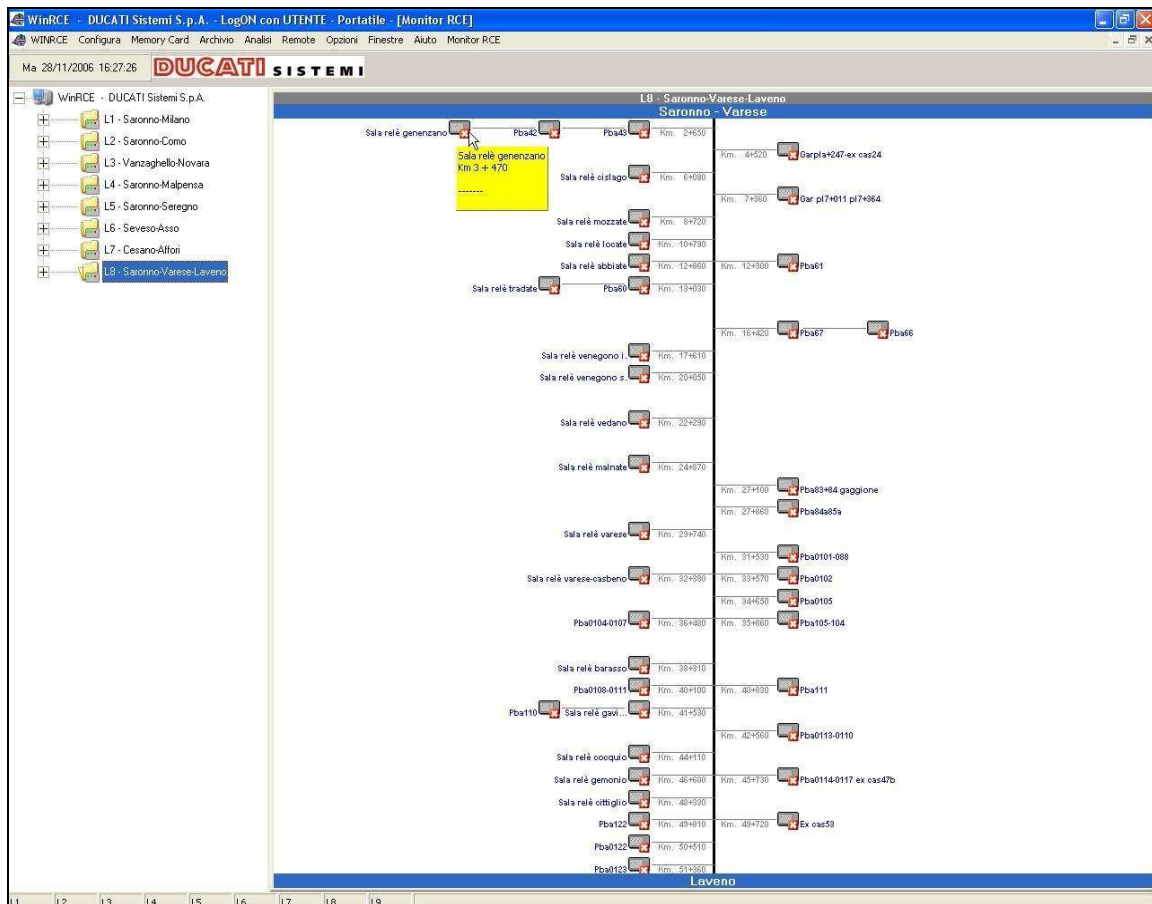 WinRCE - DUCATI Sistemi S.p.A. - LogON con UTENTE - Portatile - [Monitor RCE]
WINRCE Configura Memory Card Archivio Analisi Remote Opzioni Finestre Aiuto Monitor RCE
Ma 28/11/2006 16:27:26 DUCATI SISTEMI
WinRCE - DUCATI Sistemi S.p.A.
L1 - Saronno-Milano
L2 - Saronno-Como
L3 - Vanzaghello-Novara
L4 - Saronno-Malpensa
L5 - Saronno-Seregno
L6 - Seveso-Asso
L7 - Cesano-Affori
L8 - Saronno-Varese-Laveno
L8 - Saronno-Varese-Laveno
Saronno - Varese
Sala relè genenzano Pba42 Pba43 Km. 2+650
Sala relè genenzano
Km 3 + 470
-------
Km. 4+520 Garpla+247-ex cas24
Sala relè cislago Km. 6+080
Km. 7+360 Gar pl7+011 pl7+364
Sala relè mozzate Km. 8+720
Sala relè locate Km. 10+790
Sala relè abbiate Km. 12+860 Km. 12+300 Pba61
Sala relè tradate Pba60 Km. 13+030
Km. 16+420 Pba67 Pba66
Sala relè venegono i. Km. 17+610
Sala relè venegono s. Km. 20+050
Sala relè vedano Km. 22+290
Sala relè malnate Km. 24+870
Km. 27+100 Pba83+84 gaggione
Km. 27+860 Pba84a85a
Sala relè varese Km. 29+740
Km. 31+530 Pba0101-088
Sala relè varese-casbeno Km. 32+380 Km. 33+570 Pba0102
Km. 34+650 Pba0105
Pba0104-0107 Km. 36+480 Km. 35+860 Pba105-104
Sala relè barasso Km. 38+810
Pba0108-0111 Km. 40+100 Km. 40+830 Pba111
Pba110 Sala relè gavi... Km. 41+530
Km. 42+560 Pba0113-0110
Sala relè cocquio Km. 44+110
Sala relè gemonio Km. 46+600 Km. 45+730 Pba0114-0117 ex cas47b
Sala relè cittiglio Km. 48+330
Pba122 Km. 49+810 Km. 49+720 Ex cas53
Pba0122 Km. 50+510
Pba0123 Km. 51+360
Laveno
L1 L2 L3 L4 L5 L6 L7 L8 L9